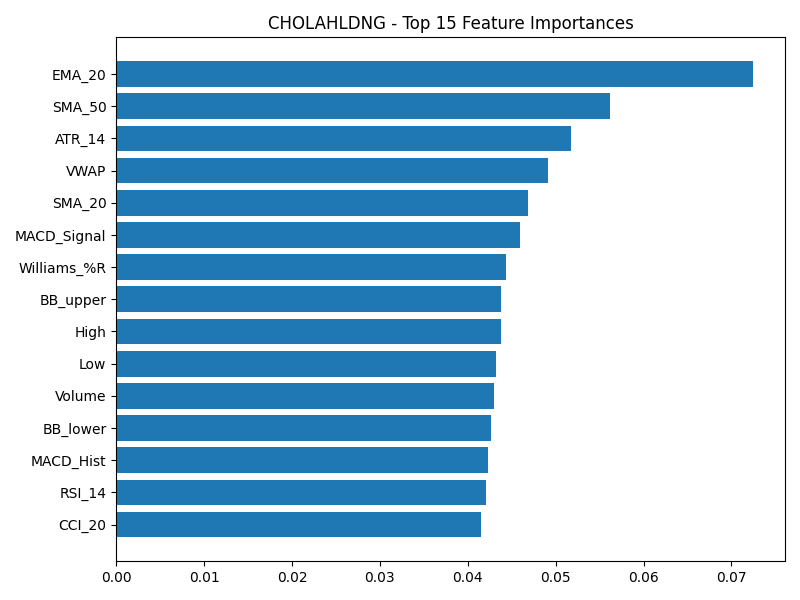 CHOLAHLDNG - Top 15 Feature Importances
EMA_20
SMA_50
ATR_14
VWAP
SMA_20
MACD_Signal
Williams_%R
BB_upper
High
Low
Volume
BB_lower
MACD_Hist
RSI_14
CCI_20
0.00 0.01 0.02 0.03 0.04 0.05 0.06 0.07